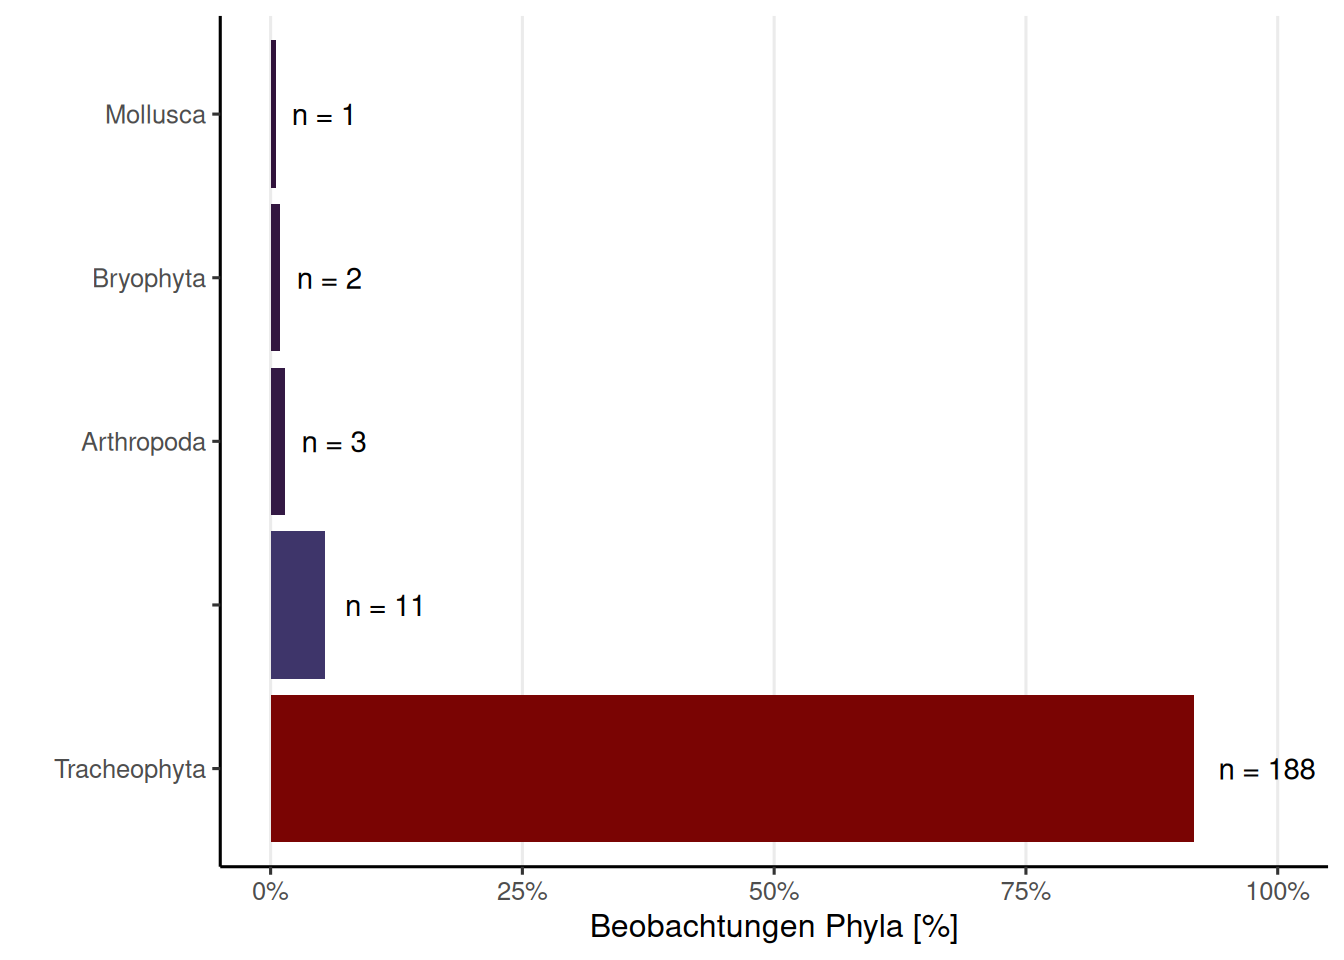 Mollusca n = 1
Bryophyta n = 2
Arthropoda n = 3
n = 11
Tracheophyta n = 188
0% 25% 50% 75% 100%
Beobachtungen Phyla [%]